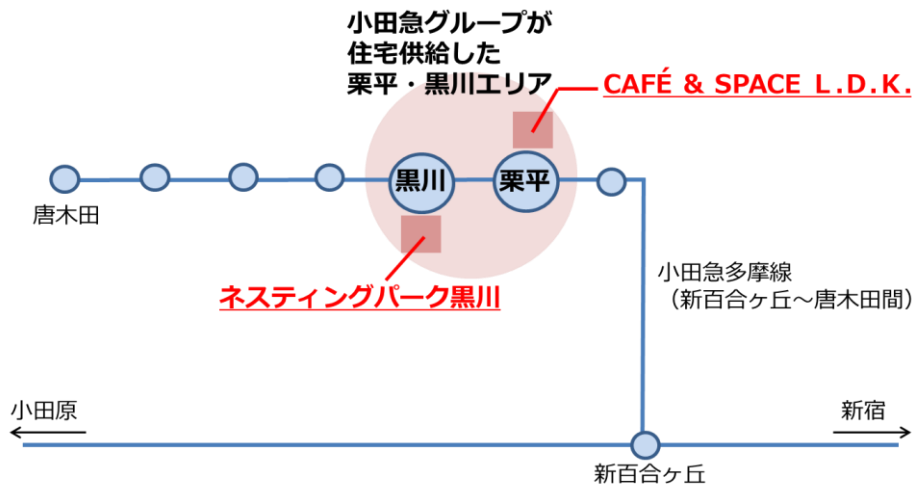 小田急グループが
住宅供給した
栗平・黒川エリア
CAFÉ & SPACE L.D.K.
黒川
栗平
唐木田
ネスティングパーク黒川
小田急多摩線
（新百合ヶ丘～唐木田間）
小田原
新宿
新百合ヶ丘